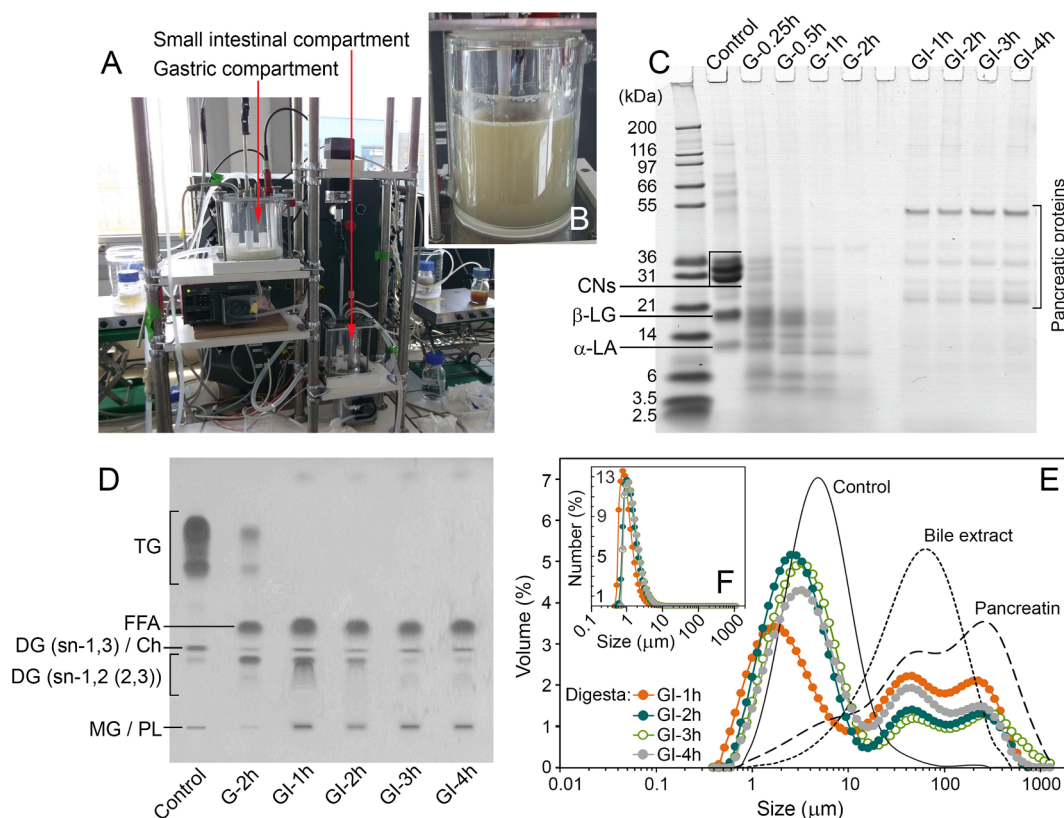 Small intestinal compartment
Gastric compartment
A
B
C
Control
G-0.25h
G-0.5h
G-1h
G-2h
GI-1h
GI-2h
GI-3h
GI-4h
(kDa)
200
116
97
66
55
36
31
CNs
21
β-LG
14
α-LA
6
3.5
2.5
Pancreatic proteins
D
TG
FFA
DG (sn-1,3) / Ch
DG (sn-1,2 (2,3))
MG / PL
Control
G-2h
GI-1h
GI-2h
GI-3h
GI-4h
E
Volume (%)
7
6
5
4
3
2
1
0
0.01
0.1
1
10
100
1000
Size (μm)
Control
Bile extract
Pancreatin
Digesta:
GI-1h
GI-2h
GI-3h
GI-4h
F
Number (%)
13
9
5
1
0.1
1
10
100
1000
Size (μm)